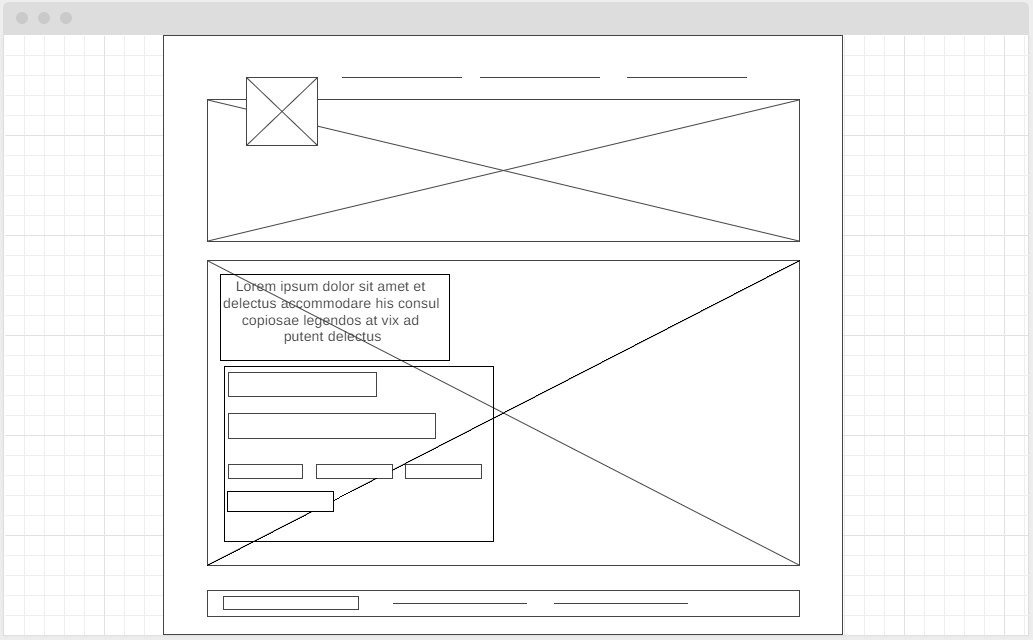 Lorem ipsum dolor sit amet et
delectus accommodare his consul
copiosae legendos at vix ad
putent delectus